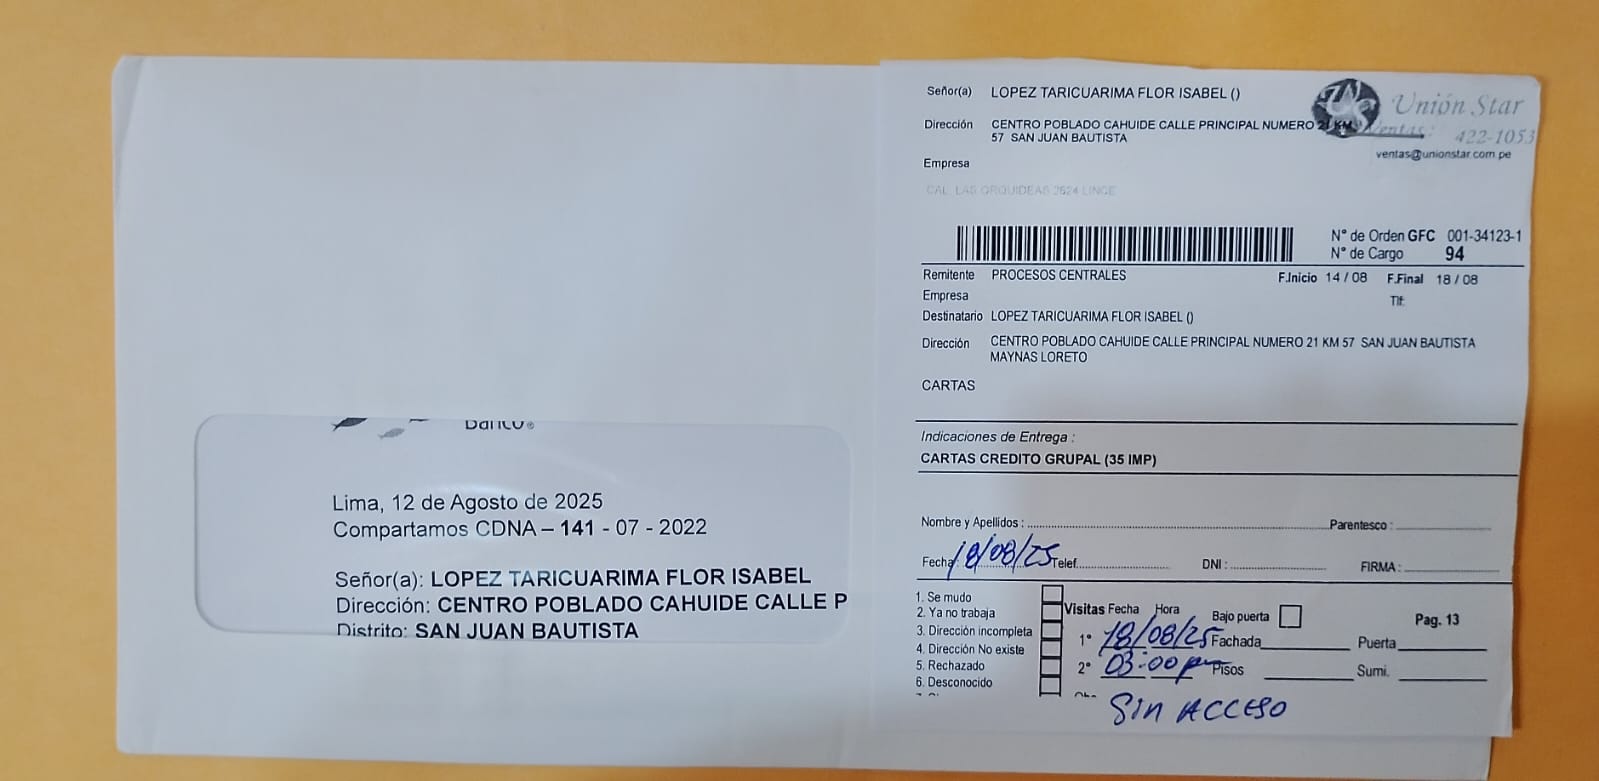 Banco®
Lima, 12 de Agosto de 2025
Compartamos CDNA – 141 - 07 - 2022
Señor(a): LOPEZ TARICUARIMA FLOR ISABEL
Dirección: CENTRO POBLADO CAHUIDE CALLE P
Distrito: SAN JUAN BAUTISTA
Señor(a) LOPEZ TARICUARIMA FLOR ISABEL ()
Unión Star
Dirección CENTRO POBLADO CAHUIDE CALLE PRINCIPAL NUMERO 21 KM
57 SAN JUAN BAUTISTA
Ventas: 422-1053
ventas@unionstar.com.pe
Empresa
CAL. LAS ORQUIDEAS 2624 LINCE
N° de Orden GFC 001-34123-1
N° de Cargo 94
Remitente PROCESOS CENTRALES F.Inicio 14 / 08 F.Final 18 / 08
Empresa Tlf:
Destinatario LOPEZ TARICUARIMA FLOR ISABEL ()
Dirección CENTRO POBLADO CAHUIDE CALLE PRINCIPAL NUMERO 21 KM 57 SAN JUAN BAUTISTA
MAYNAS LORETO
CARTAS
Indicaciones de Entrega :
CARTAS CREDITO GRUPAL (35 IMP)
Nombre y Apellidos : Parentesco :
Fecha: 18/08/25 Telef. DNI : FIRMA :
1. Se mudo
2. Ya no trabaja
3. Dirección incompleta
4. Dirección No existe
5. Rechazado
6. Desconocido
Visitas Fecha Hora Bajo puerta Pag. 13
1° 18/08/25 Fachada Puerta
2° 03:00 pm Pisos Sumi.
SIN ACCESO